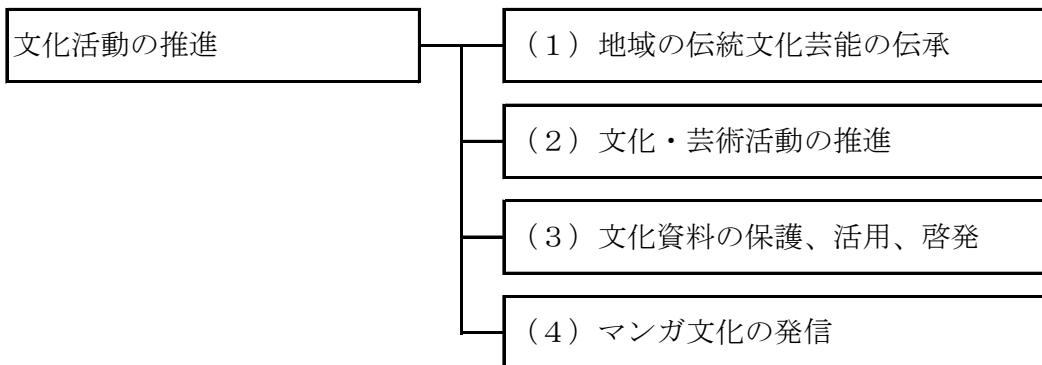 文化活動の推進
（１）地域の伝統文化芸能の伝承
（２）文化・芸術活動の推進
（３）文化資料の保護、活用、啓発
（４）マンガ文化の発信